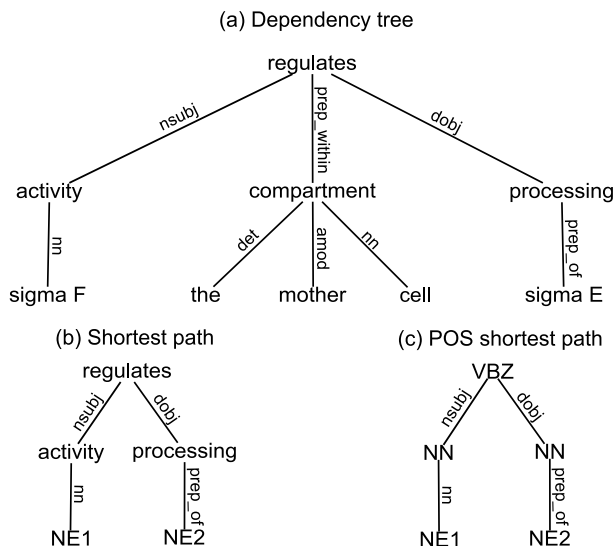 (a) Dependency tree
regulates
nsubj
prep_within
dobj
activity
compartment
processing
nn
det
amod
nn
prep_of
sigma F
the
mother
cell
sigma E
(b) Shortest path
regulates
nsubj
dobj
activity
processing
nn
prep_of
NE1
NE2
(c) POS shortest path
VBZ
nsubj
dobj
NN
NN
nn
prep_of
NE1
NE2